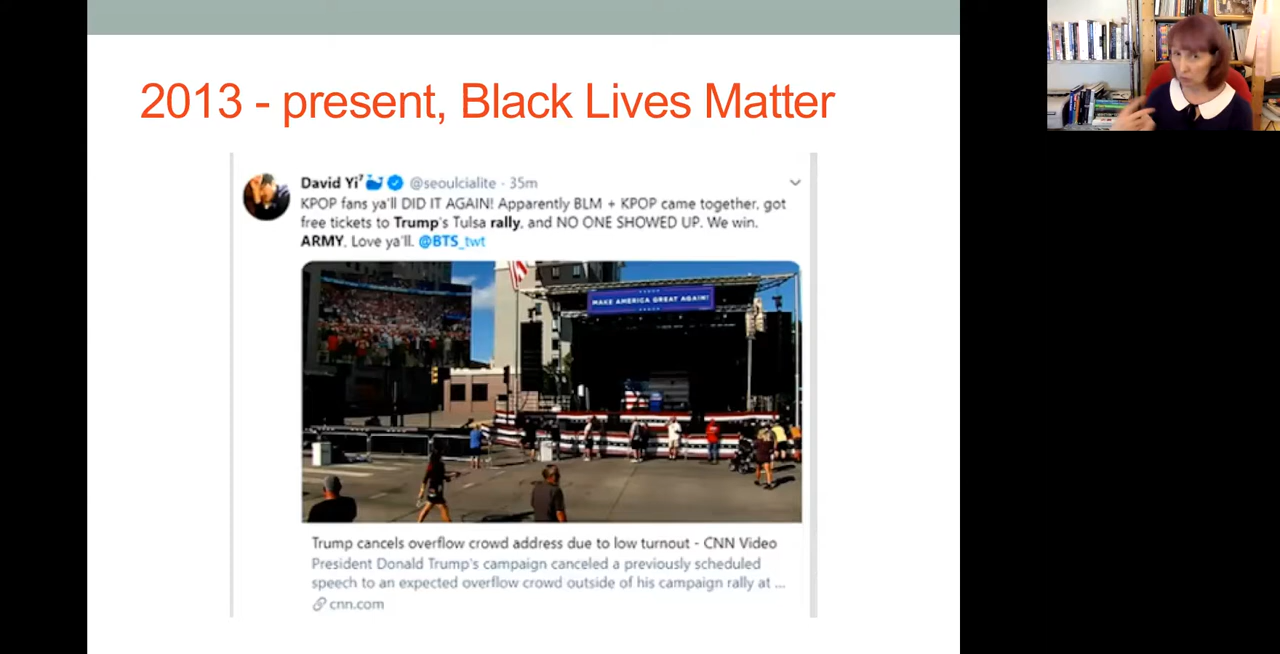 2013 - present, Black Lives Matter
David Yi⁷ @seoulcialite · 35m
KPOP fans ya'll DID IT AGAIN! Apparently BLM + KPOP came together, got
free tickets to Trump's Tulsa rally, and NO ONE SHOWED UP. We win.
ARMY. Love ya'll. @BTS_twt
MAKE AMERICA GREAT AGAIN!
Trump cancels overflow crowd address due to low turnout - CNN Video
President Donald Trump's campaign canceled a previously scheduled
speech to an expected overflow crowd outside of his campaign rally at ...
cnn.com